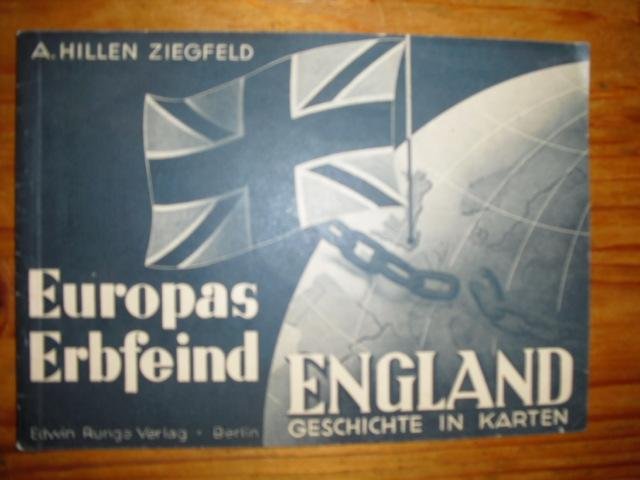 A. HILLEN ZIEGFELD
Europas
Erbfeind
ENGLAND
GESCHICHTE IN KARTEN
Edwin Runge Verlag • Berlin